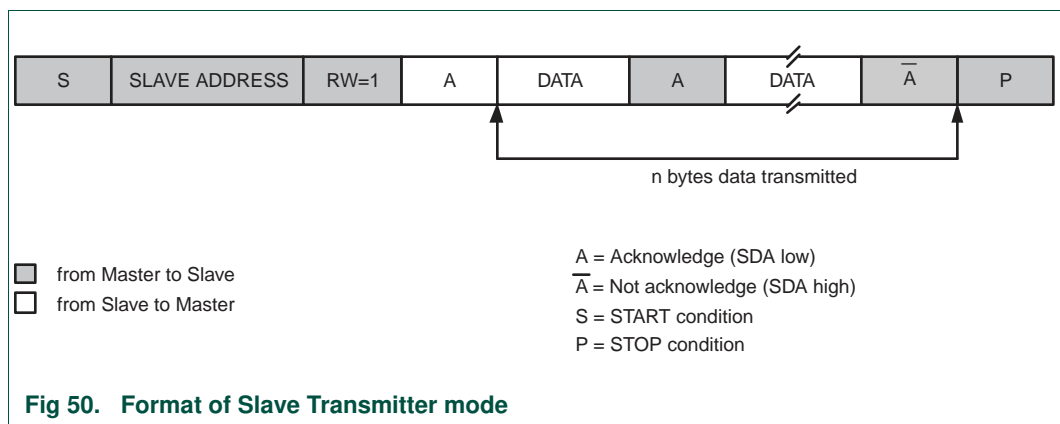 S SLAVE ADDRESS RW=1 A DATA A DATA A̅ P
n bytes data transmitted
from Master to Slave
from Slave to Master
A = Acknowledge (SDA low)
A̅ = Not acknowledge (SDA high)
S = START condition
P = STOP condition
Fig 50. Format of Slave Transmitter mode